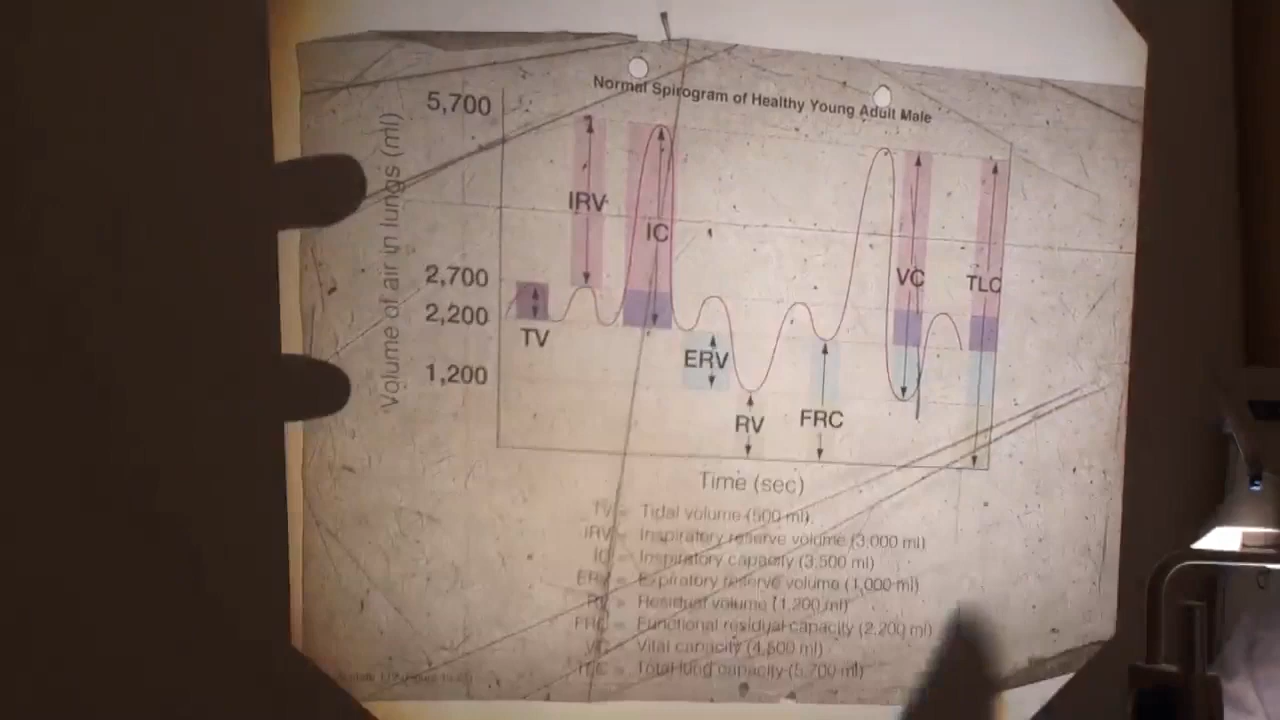 Normal Spirogram of Healthy Young Adult Male
Volume of air in lungs (ml)
5,700
2,700
2,200
1,200
IRV
IC
TV
ERV
RV
FRC
VC
TLC
Time (sec)
TV = Tidal volume (500 ml)
IRV = Inspiratory reserve volume (3,000 ml)
IC = Inspiratory capacity (3,500 ml)
ERV = Expiratory reserve volume (1,000 ml)
RV = Residual volume (1,200 ml)
FRC = Functional residual capacity (2,200 ml)
VC = Vital capacity (4,500 ml)
TLC = Total lung capacity (5,700 ml)